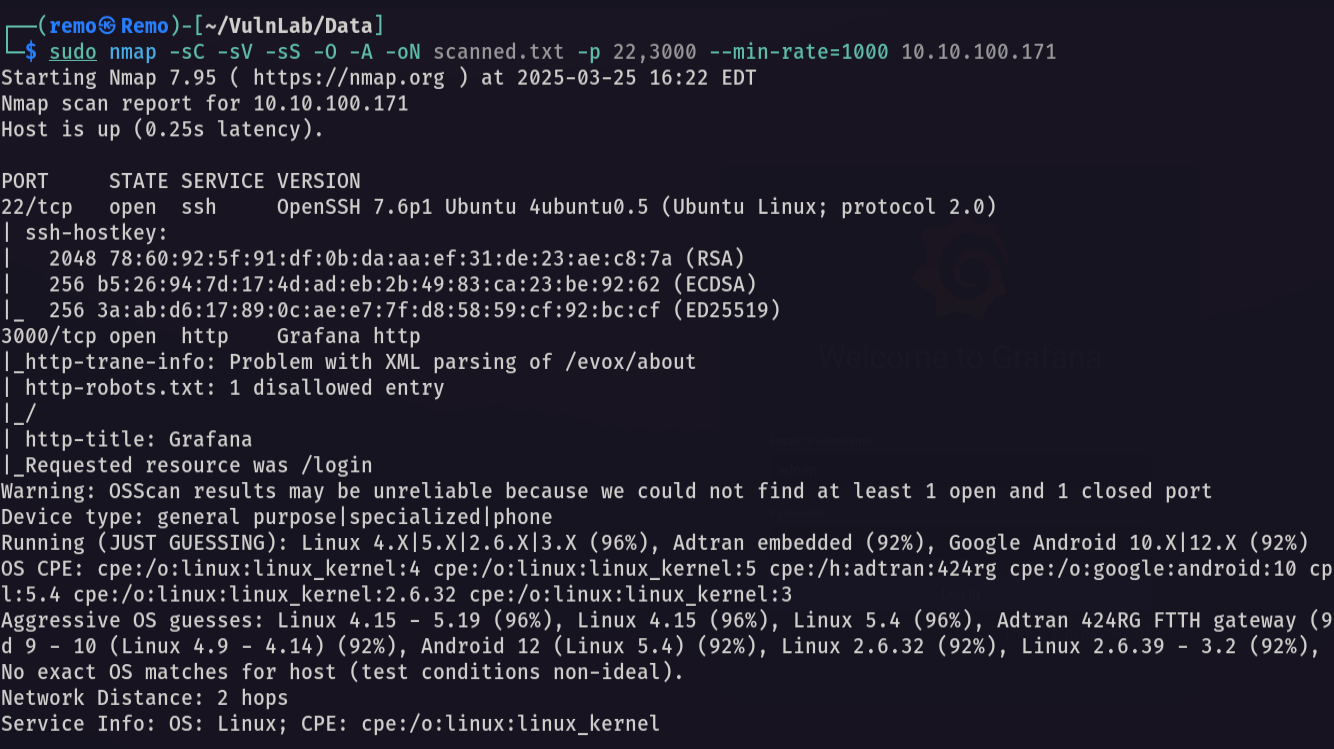 ┌──(remo㉿Remo)-[~/VulnLab/Data]
└─$ sudo nmap -sC -sV -sS -O -A -oN scanned.txt -p 22,3000 --min-rate=1000 10.10.100.171
Starting Nmap 7.95 ( https://nmap.org ) at 2025-03-25 16:22 EDT
Nmap scan report for 10.10.100.171
Host is up (0.25s latency).
PORT     STATE SERVICE VERSION
22/tcp   open  ssh     OpenSSH 7.6p1 Ubuntu 4ubuntu0.5 (Ubuntu Linux; protocol 2.0)
| ssh-hostkey:
|   2048 78:60:92:5f:91:df:0b:da:aa:ef:31:de:23:ae:c8:7a (RSA)
|   256 b5:26:94:7d:17:4d:ad:eb:2b:49:83:ca:23:be:92:62 (ECDSA)
|_  256 3a:ab:d6:17:89:0c:ae:e7:7f:d8:58:59:cf:92:bc:cf (ED25519)
3000/tcp open  http    Grafana http
|_http-trane-info: Problem with XML parsing of /evox/about
Welcome to Grafana
| http-robots.txt: 1 disallowed entry
|_/
| http-title: Grafana
|_Requested resource was /login
Warning: OSScan results may be unreliable because we could not find at least 1 open and 1 closed port
Device type: general purpose|specialized|phone
Running (JUST GUESSING): Linux 4.X|5.X|2.6.X|3.X (96%), Adtran embedded (92%), Google Android 10.X|12.X (92%)
OS CPE: cpe:/o:linux:linux_kernel:4 cpe:/o:linux:linux_kernel:5 cpe:/h:adtran:424rg cpe:/o:google:android:10 cp
l:5.4 cpe:/o:linux:linux_kernel:2.6.32 cpe:/o:linux:linux_kernel:3
Aggressive OS guesses: Linux 4.15 - 5.19 (96%), Linux 4.15 (96%), Linux 5.4 (96%), Adtran 424RG FTTH gateway (9
d 9 - 10 (Linux 4.9 - 4.14) (92%), Android 12 (Linux 5.4) (92%), Linux 2.6.32 (92%), Linux 2.6.39 - 3.2 (92%),
No exact OS matches for host (test conditions non-ideal).
Network Distance: 2 hops
Service Info: OS: Linux; CPE: cpe:/o:linux:linux_kernel